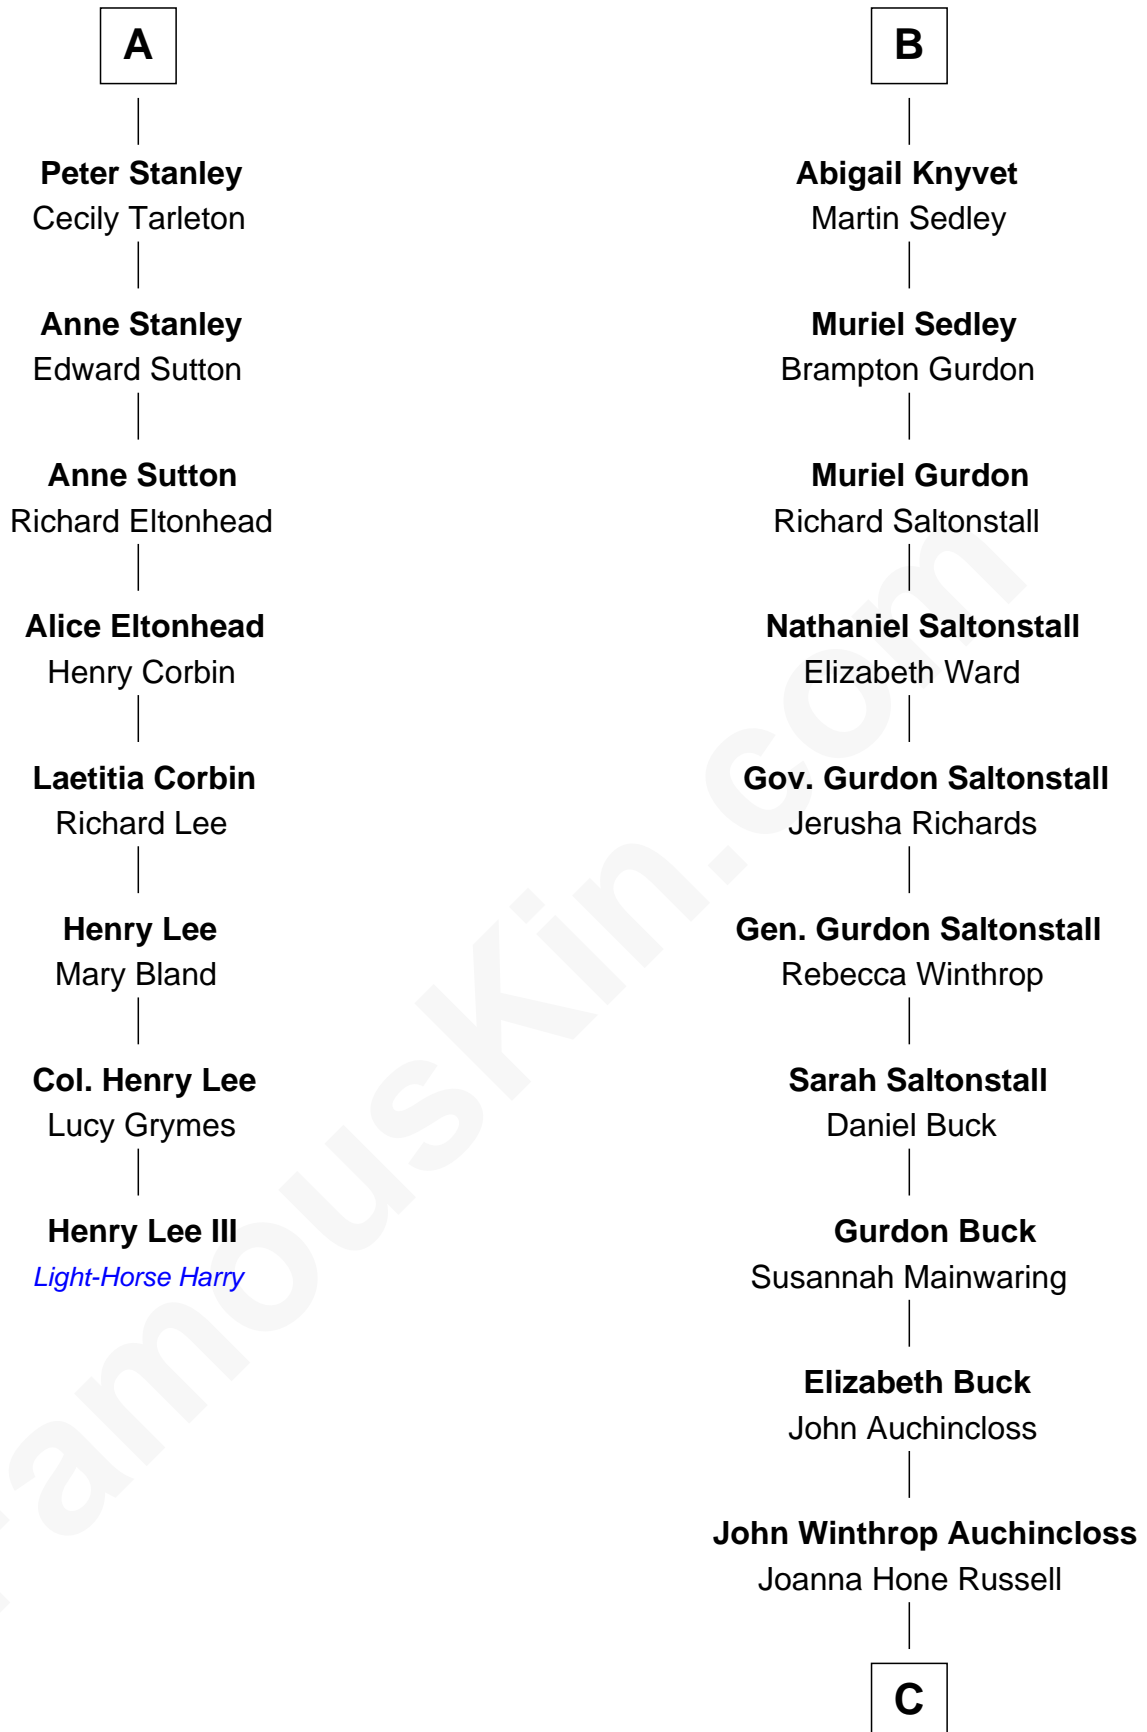 A
Peter Stanley
Cecily Tarleton
Anne Stanley
Edward Sutton
Anne Sutton
Richard Eltonhead
Alice Eltonhead
Henry Corbin
Laetitia Corbin
Richard Lee
Henry Lee
Mary Bland
Col. Henry Lee
Lucy Grymes
Henry Lee III
Light-Horse Harry
B
Abigail Knyvet
Martin Sedley
Muriel Sedley
Brampton Gurdon
Muriel Gurdon
Richard Saltonstall
Nathaniel Saltonstall
Elizabeth Ward
Gov. Gurdon Saltonstall
Jerusha Richards
Gen. Gurdon Saltonstall
Rebecca Winthrop
Sarah Saltonstall
Daniel Buck
Gurdon Buck
Susannah Mainwaring
Elizabeth Buck
John Auchincloss
John Winthrop Auchincloss
Joanna Hone Russell
C
FamousKin.com